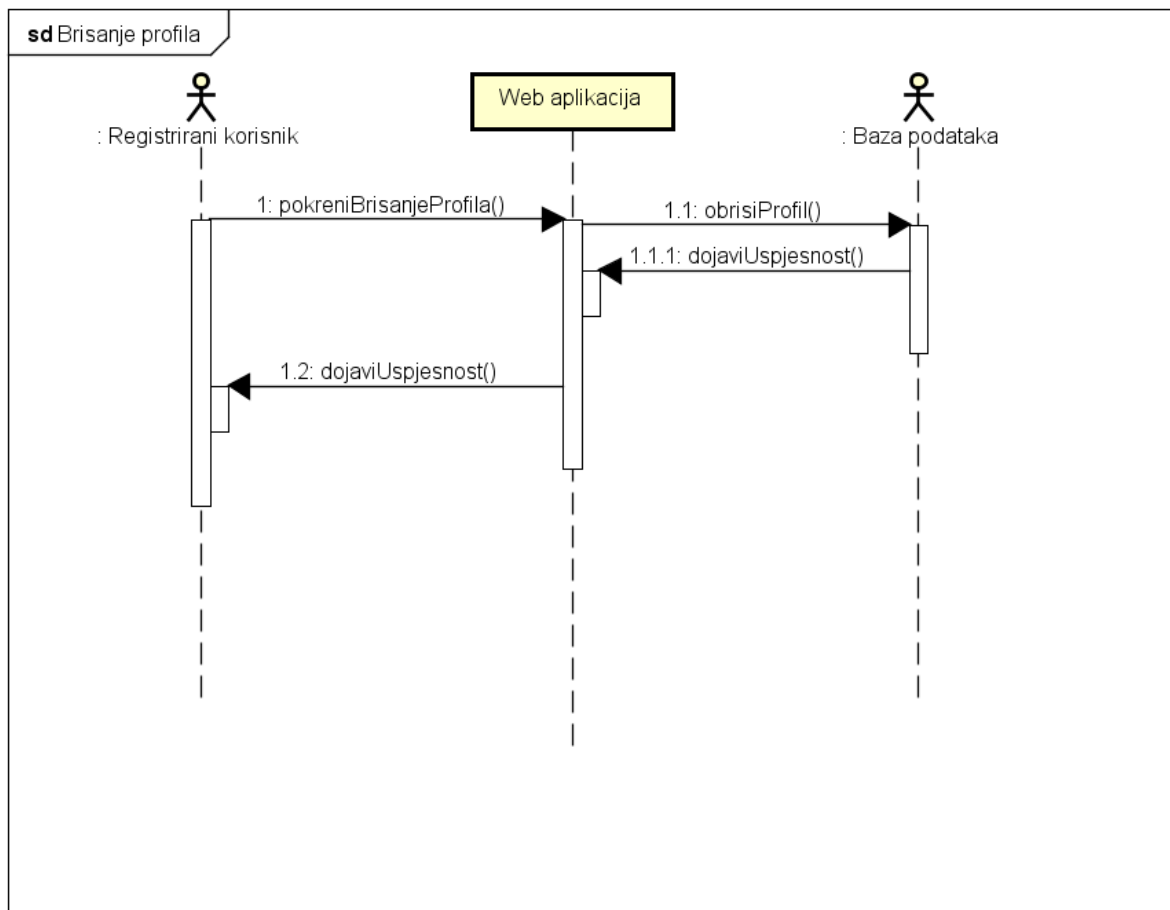 sd Brisanje profila
: Registrirani korisnik
Web aplikacija
: Baza podataka
1: pokreniBrisanjeProfila()
1.1: obrisiProfil()
1.1.1: dojaviUspjesnost()
1.2: dojaviUspjesnost()